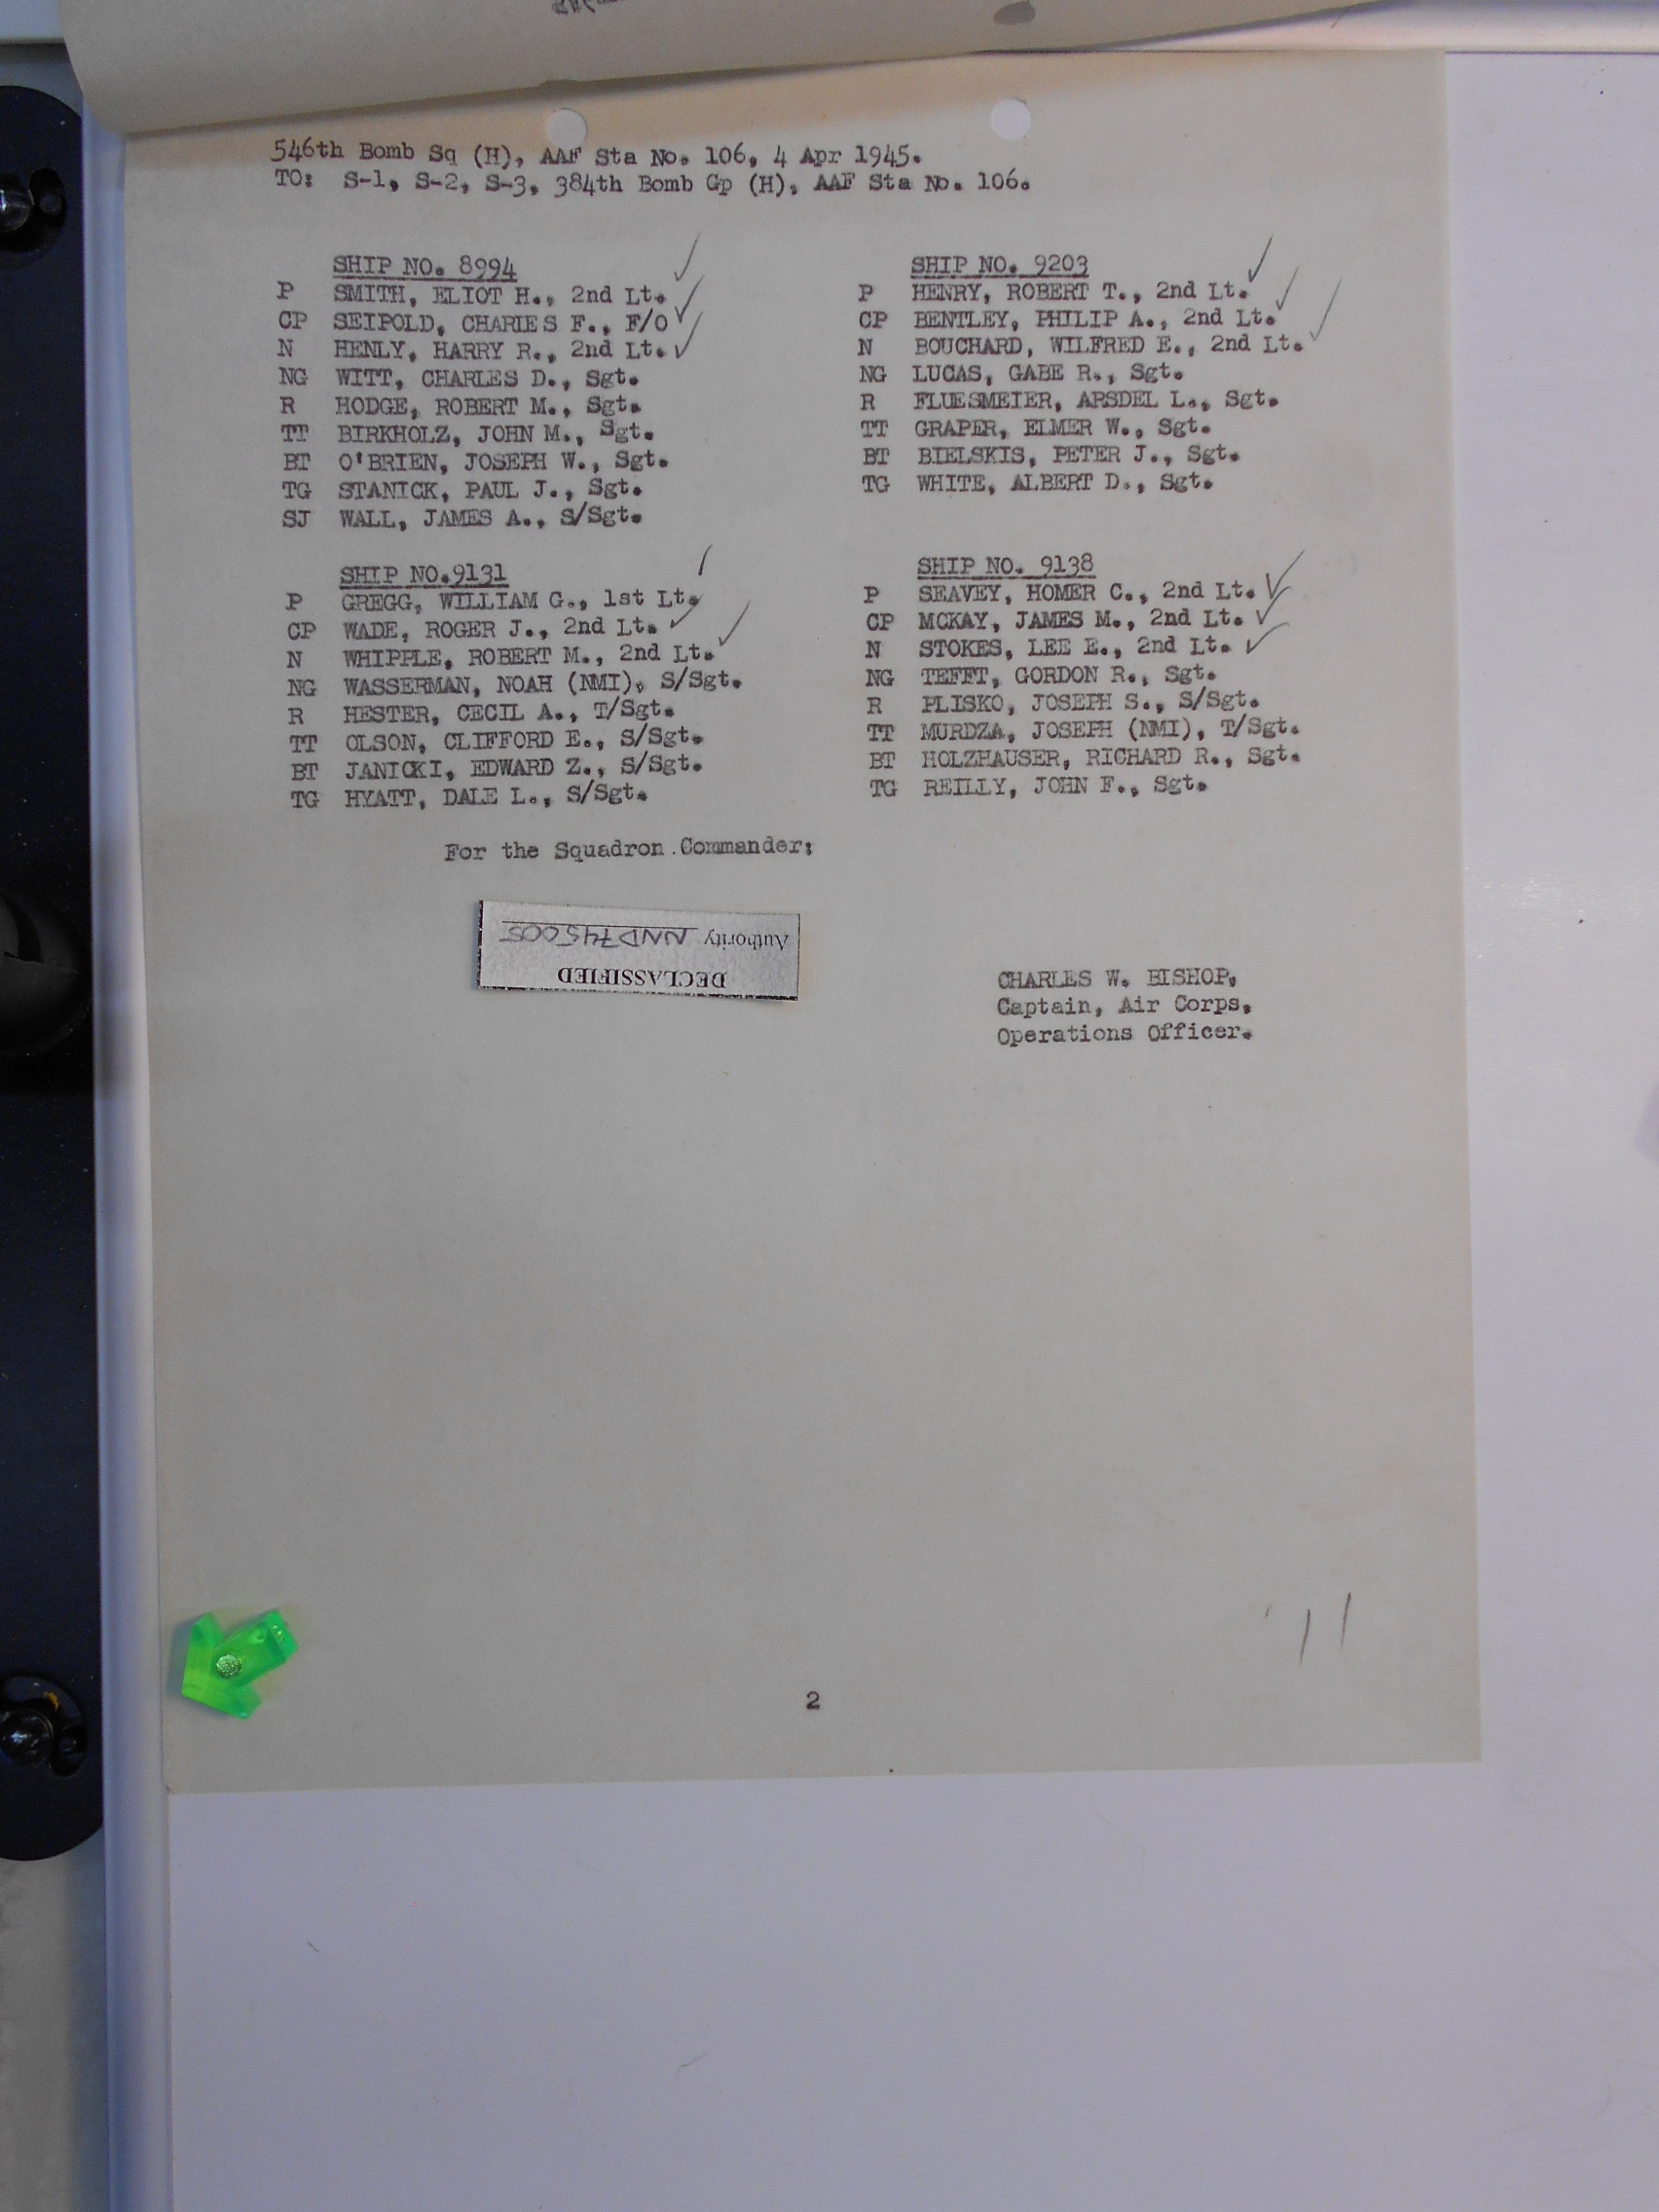 546th Bomb Sq (H), AAF Sta No. 106, 4 Apr 1945.
TO: S-1, S-2, S-3, 384th Bomb Gp (H), AAF Sta No. 106.
SHIP NO. 8994
P SMITH, ELIOT H., 2nd Lt.
CP SEIPOLD, CHARLES F., F/O
N HENLY, HARRY R., 2nd Lt.
NG WITT, CHARLES D., Sgt.
R HODGE, ROBERT M., Sgt.
TT BIRKHOLZ, JOHN M., Sgt.
BT O'BRIEN, JOSEPH W., Sgt.
TG STANICK, PAUL J., Sgt.
SJ WALL, JAMES A., S/Sgt.
SHIP NO. 9203
P HENRY, ROBERT T., 2nd Lt.
CP BENTLEY, PHILIP A., 2nd Lt.
N BOUCHARD, WILFRED E., 2nd Lt.
NG LUCAS, GABE R., Sgt.
R FLUESMEIER, ARSDEL L., Sgt.
TT GRAPER, ELMER W., Sgt.
BT BIELSKIS, PETER J., Sgt.
TG WHITE, ALBERT D., Sgt.
SHIP NO.9131
P GREGG, WILLIAM G., 1st Lt.
CP WADE, ROGER J., 2nd Lt.
N WHIPPLE, ROBERT M., 2nd Lt.
NG WASSERMAN, NOAH (NMI), S/Sgt.
R HESTER, CECIL A., T/Sgt.
TT OLSON, CLIFFORD E., S/Sgt.
BT JANICKI, EDWARD Z., S/Sgt.
TG HYATT, DALE L., S/Sgt.
SHIP NO. 9138
P SEAVEY, HOMER C., 2nd Lt.
CP MCKAY, JAMES M., 2nd Lt.
N STOKES, LEE E., 2nd Lt.
NG TEFFT, GORDON R., Sgt.
R PLISKO, JOSEPH S., S/Sgt.
TT MURDZA, JOSEPH (NMI), T/Sgt.
BT HOLZHAUSER, RICHARD R., Sgt.
TG REILLY, JOHN F., Sgt.
For the Squadron Commander:
DECLASSIFIED
Authority NND745005
CHARLES W. BISHOP,
Captain, Air Corps,
Operations Officer.
2